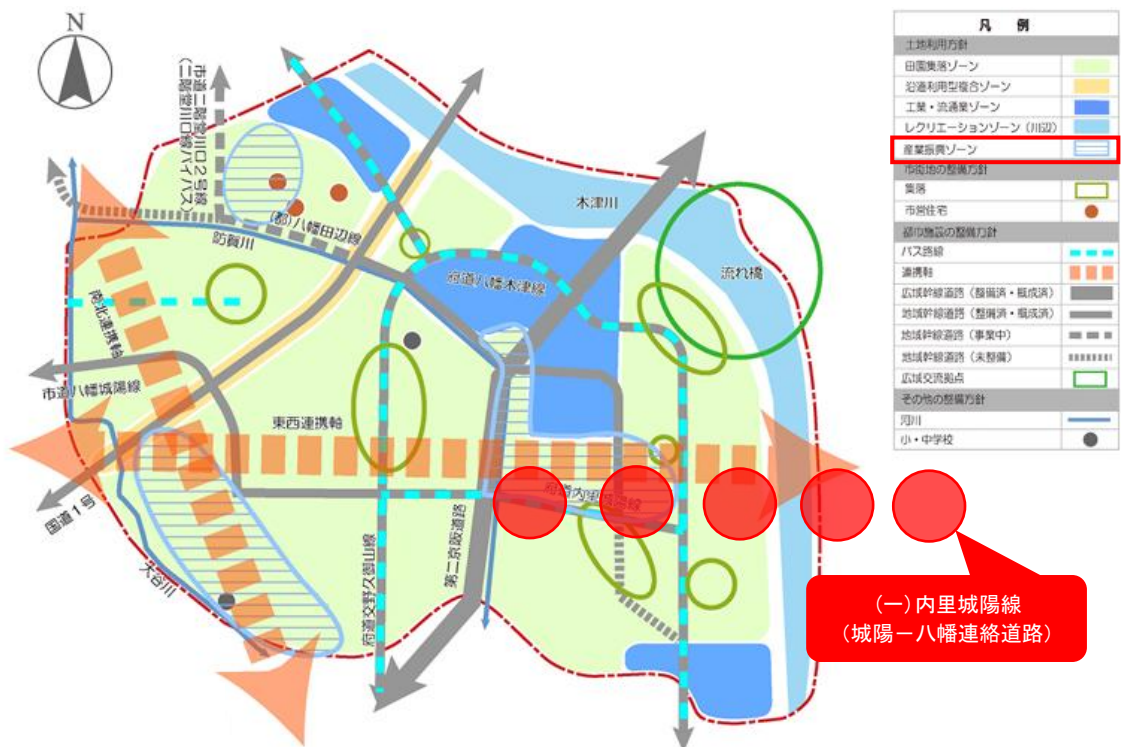 N
市道二階堂川口2号線
(二階堂川口線バイパス)
(都)八幡田辺線
防賀川
木津川
流れ橋
府道八幡木津線
南北連携軸
市道八幡城陽線
東西連携軸
国道1号
大谷川
府道交野久御山線
第二京阪道路
府道内里城陽線
(一)内里城陽線
(城陽ー八幡連絡道路)
凡 例
土地利用方針
田園集落ゾーン
沿道利用型複合ゾーン
工業・流通業ゾーン
レクリエーションゾーン(川辺)
産業振興ゾーン
市街地の整備方針
集落
市営住宅
都市施設の整備方針
バス路線
連携軸
広域幹線道路(整備済・概成済)
地域幹線道路(整備済・概成済)
地域幹線道路(事業中)
地域幹線道路(未整備)
広域交流拠点
その他の整備方針
河川
小・中学校